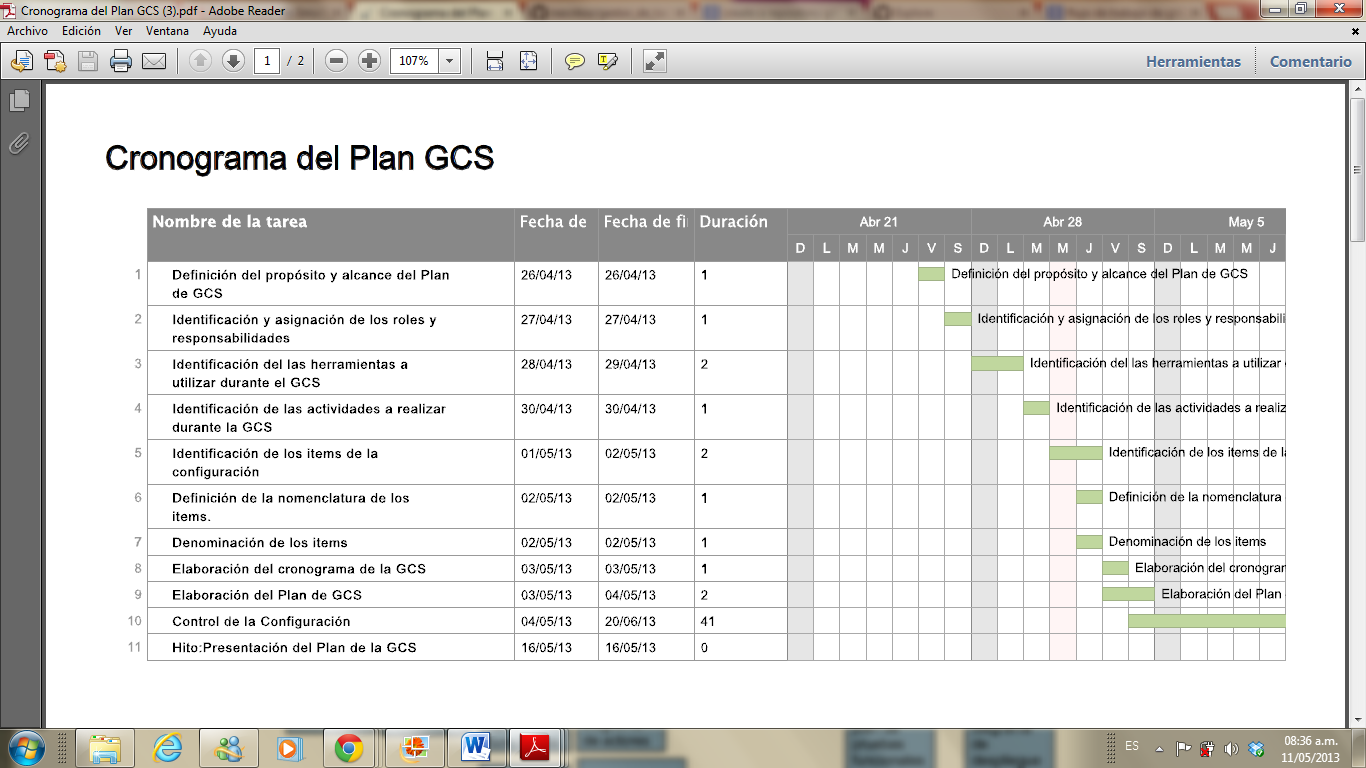 Cronograma del Plan GCS (3).pdf - Adobe Reader
Archivo Edición Ver Ventana Ayuda
1 / 2 107% Herramientas Comentario
Cronograma del Plan GCS
Nombre de la tarea Fecha de Fecha de fi Duración Abr 21 Abr 28 May 5
D L M M J V S D L M M J V S D L M M J
1 Definición del propósito y alcance del Plan 26/04/13 26/04/13 1 Definición del propósito y alcance del Plan de GCS
de GCS
2 Identificación y asignación de los roles y 27/04/13 27/04/13 1 Identificación y asignación de los roles y responsabili
responsabilidades
3 Identificación del las herramientas a 28/04/13 29/04/13 2 Identificación del las herramientas a utilizar
utilizar durante el GCS
4 Identificación de las actividades a realizar 30/04/13 30/04/13 1 Identificación de las actividades a realiz
durante la GCS
5 Identificación de los items de la 01/05/13 02/05/13 2 Identificación de los items de la
configuración
6 Definición de la nomenclatura de los 02/05/13 02/05/13 1 Definición de la nomenclatura
items.
7 Denominación de los items 02/05/13 02/05/13 1 Denominación de los items
8 Elaboración del cronograma de la GCS 03/05/13 03/05/13 1 Elaboración del cronogram
9 Elaboración del Plan de GCS 03/05/13 04/05/13 2 Elaboración del Plan
10 Control de la Configuración 04/05/13 20/06/13 41
11 Hito:Presentación del Plan de la GCS 16/05/13 16/05/13 0
ES 08:36 a.m.
11/05/2013